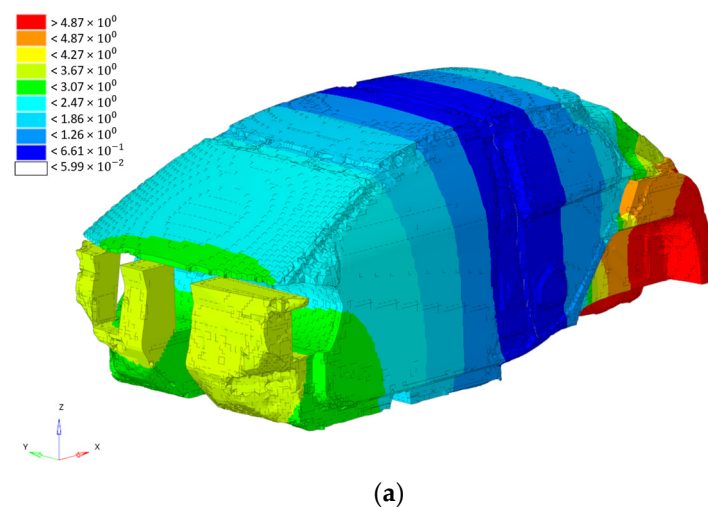 > 4.87 × 10⁰
< 4.87 × 10⁰
< 4.27 × 10⁰
< 3.67 × 10⁰
< 3.07 × 10⁰
< 2.47 × 10⁰
< 1.86 × 10⁰
< 1.26 × 10⁰
< 6.61 × 10⁻¹
< 5.99 × 10⁻²
Z
Y
X
(a)